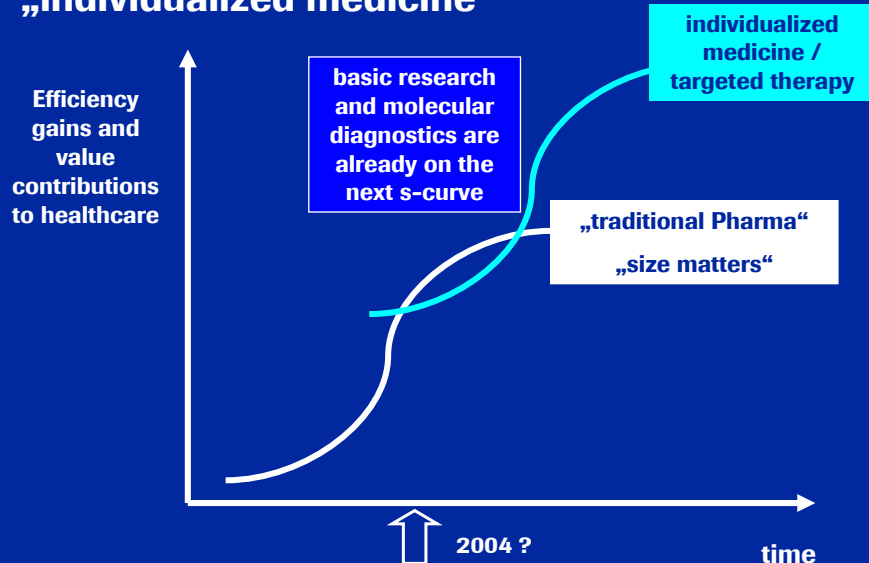 „individualized medicine
individualized
medicine /
targeted therapy
basic research
and molecular
diagnostics are
already on the
next s-curve
Efficiency
gains and
value
contributions
to healthcare
„traditional Pharma“
„size matters“
2004 ?
time